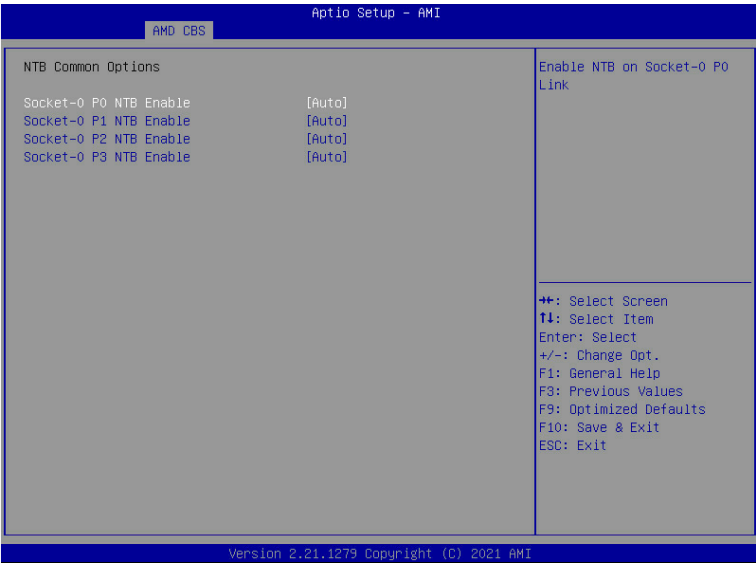 Aptio Setup – AMI
AMD CBS
NTB Common Options
Socket-0 P0 NTB Enable [Auto]
Socket-0 P1 NTB Enable [Auto]
Socket-0 P2 NTB Enable [Auto]
Socket-0 P3 NTB Enable [Auto]
Enable NTB on Socket-0 P0
Link
→←: Select Screen
↑↓: Select Item
Enter: Select
+/-: Change Opt.
F1: General Help
F3: Previous Values
F9: Optimized Defaults
F10: Save & Exit
ESC: Exit
Version 2.21.1279 Copyright (C) 2021 AMI